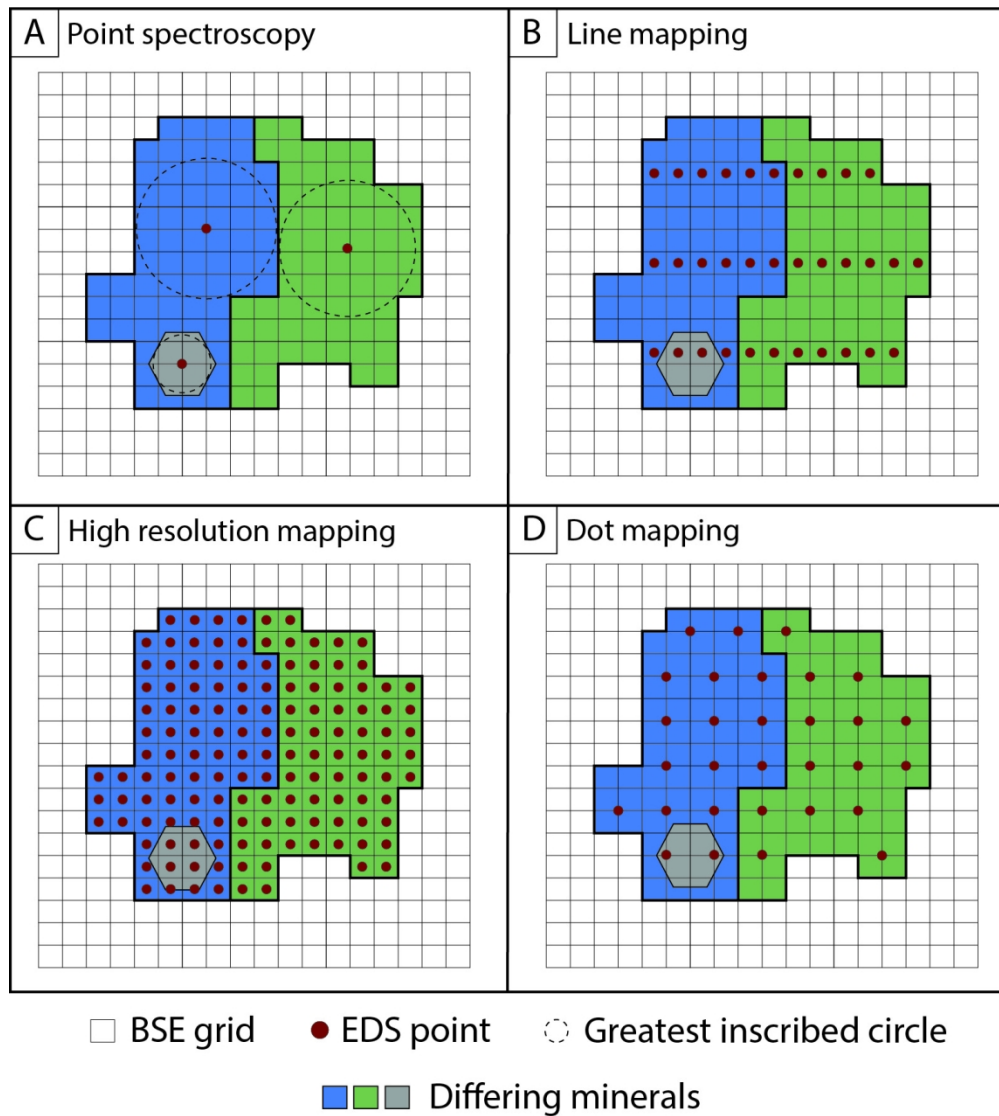 A Point spectroscopy
B Line mapping
C High resolution mapping
D Dot mapping
BSE grid EDS point Greatest inscribed circle
Differing minerals